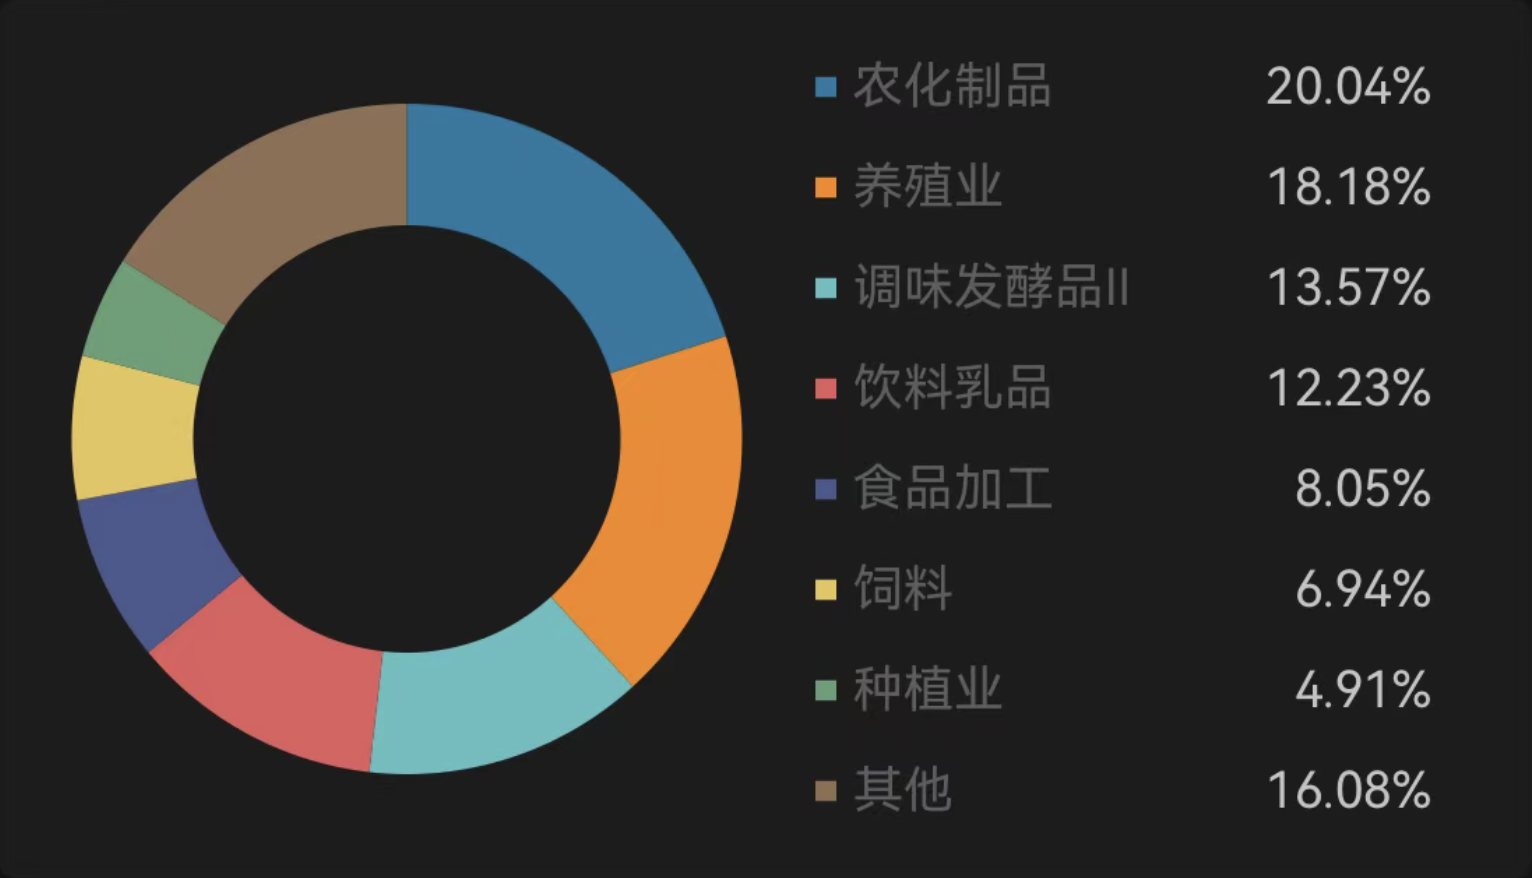 农化制品 20.04%
养殖业 18.18%
调味发酵品II 13.57%
饮料乳品 12.23%
食品加工 8.05%
饲料 6.94%
种植业 4.91%
其他 16.08%